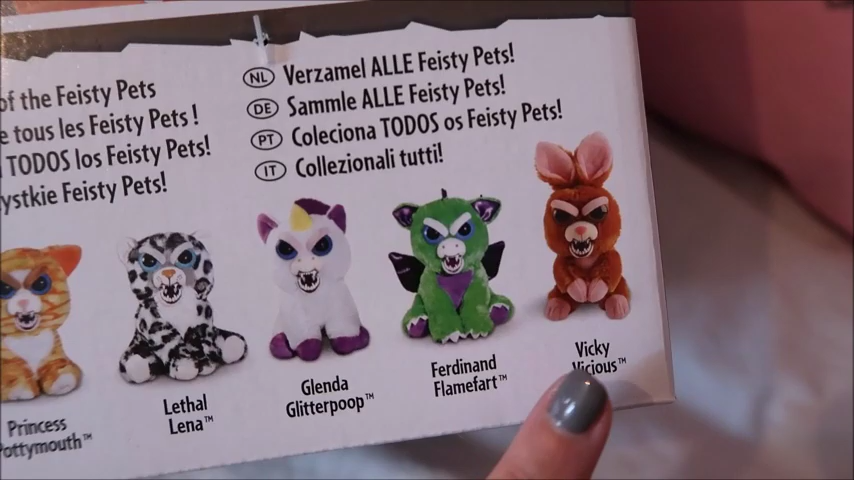 of the Feisty Pets
e tous les Feisty Pets !
TODOS los Feisty Pets!
ystkie Feisty Pets!
NL Verzamel ALLE Feisty Pets!
DE Sammle ALLE Feisty Pets!
PT Coleciona TODOS os Feisty Pets!
IT Collezionali tutti!
Princess
Pottymouth™
Lethal
Lena™
Glenda
Glitterpoop™
Ferdinand
Flamefart™
Vicky
Vicious™